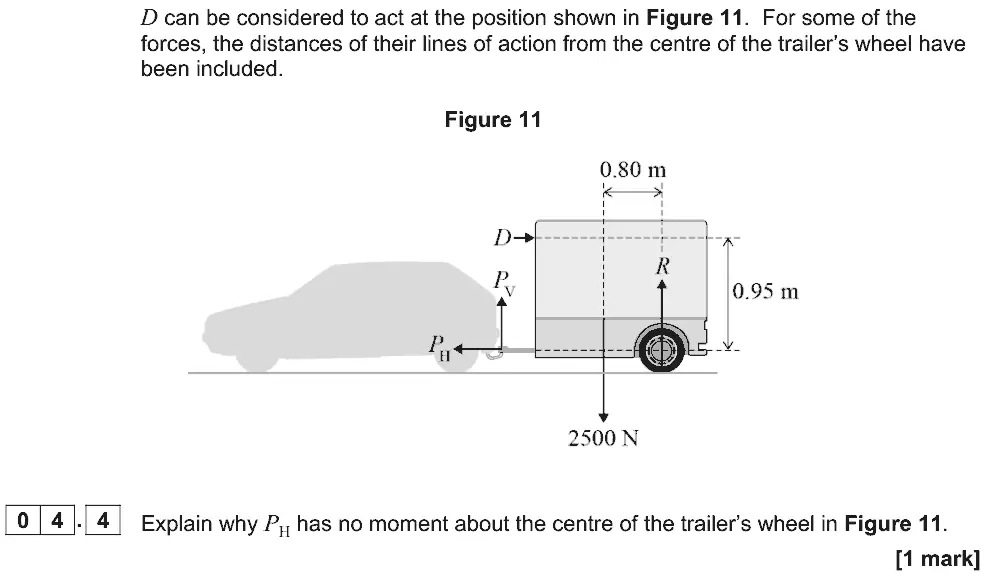 D can be considered to act at the position shown in Figure 11. For some of the
forces, the distances of their lines of action from the centre of the trailer's wheel have
been included.
Figure 11
0.80 m
D
R
P_V
0.95 m
P_H
2500 N
0 4 . 4 Explain why P_H has no moment about the centre of the trailer's wheel in Figure 11.
[1 mark]